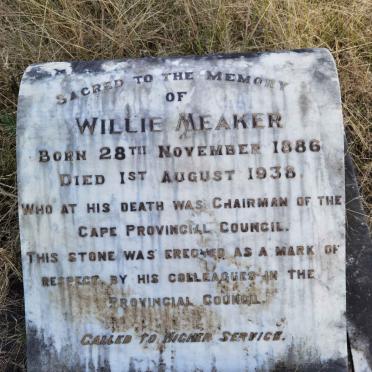 Sacred to the Memory
of
Willie Meaker
Born 28th November 1886
Died 1st August 1938.
Who at his death was Chairman of the
Cape Provincial Council.
This stone was erected as a mark of
respect by his colleagues in the
Provincial Council.
Called to Higher Service.